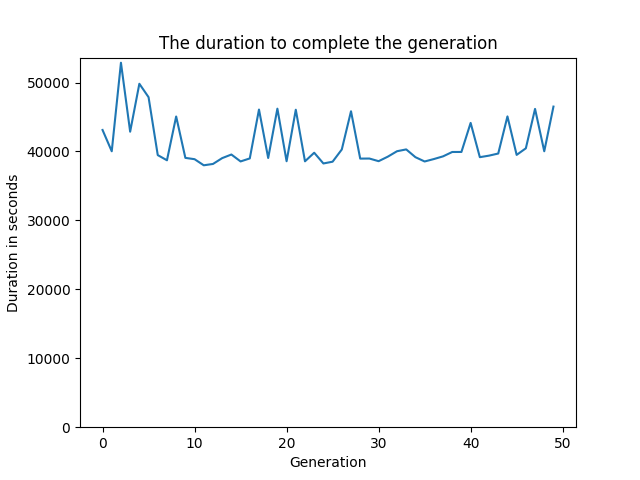 The duration to complete the generation
Duration in seconds
50000
40000
30000
20000
10000
0
0 10 20 30 40 50
Generation